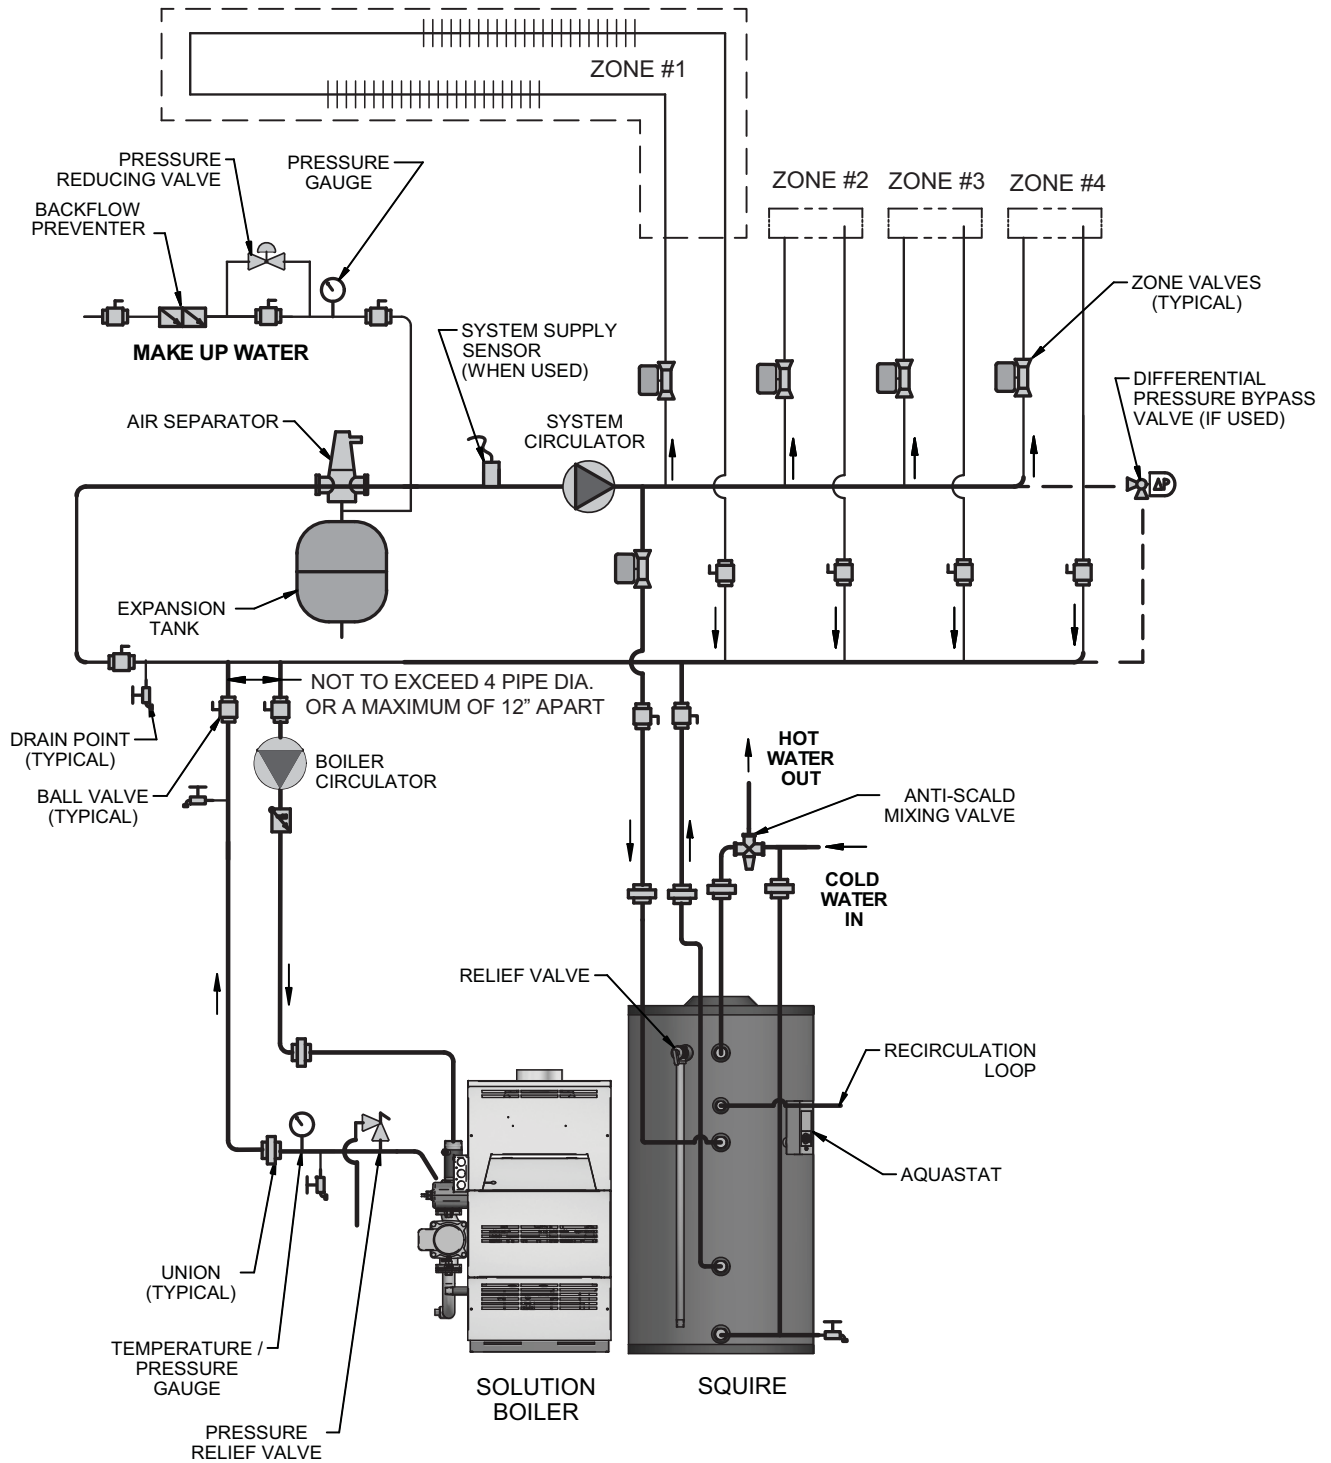 ZONE #1
PRESSURE
REDUCING VALVE
PRESSURE
GAUGE
BACKFLOW
PREVENTER
ZONE #2
ZONE #3
ZONE #4
ZONE VALVES
(TYPICAL)
MAKE UP WATER
SYSTEM SUPPLY
SENSOR
(WHEN USED)
DIFFERENTIAL
PRESSURE BYPASS
VALVE (IF USED)
AIR SEPARATOR
SYSTEM
CIRCULATOR
ΔP
EXPANSION
TANK
NOT TO EXCEED 4 PIPE DIA.
OR A MAXIMUM OF 12” APART
DRAIN POINT
(TYPICAL)
BOILER
CIRCULATOR
BALL VALVE
(TYPICAL)
HOT
WATER
OUT
ANTI-SCALD
MIXING VALVE
COLD
WATER
IN
RELIEF VALVE
RECIRCULATION
LOOP
AQUASTAT
UNION
(TYPICAL)
TEMPERATURE /
PRESSURE
GAUGE
PRESSURE
RELIEF VALVE
SOLUTION
BOILER
SQUIRE